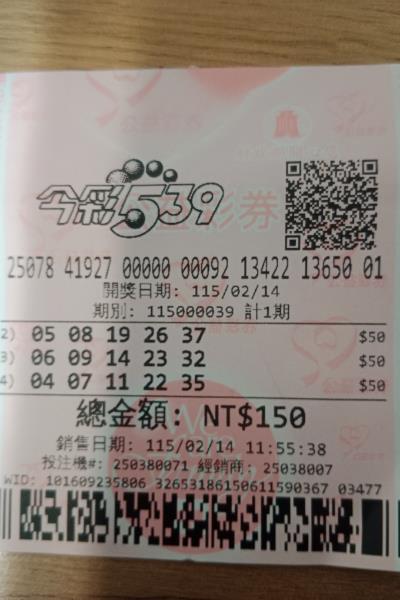 今彩539
25078 41927 00000 00092 13422 13650 01
開獎日期: 115/02/14
期別: 115000039 計1期
2) 05 08 19 26 37 $50
3) 06 09 14 23 32 $50
4) 04 07 11 22 35 $50
總金額: NT$150
銷售日期: 115/02/14 11:55:38
投注機#: 250380071 經銷商: 25038007
WID: 101609235806 32653186150611590367 03477